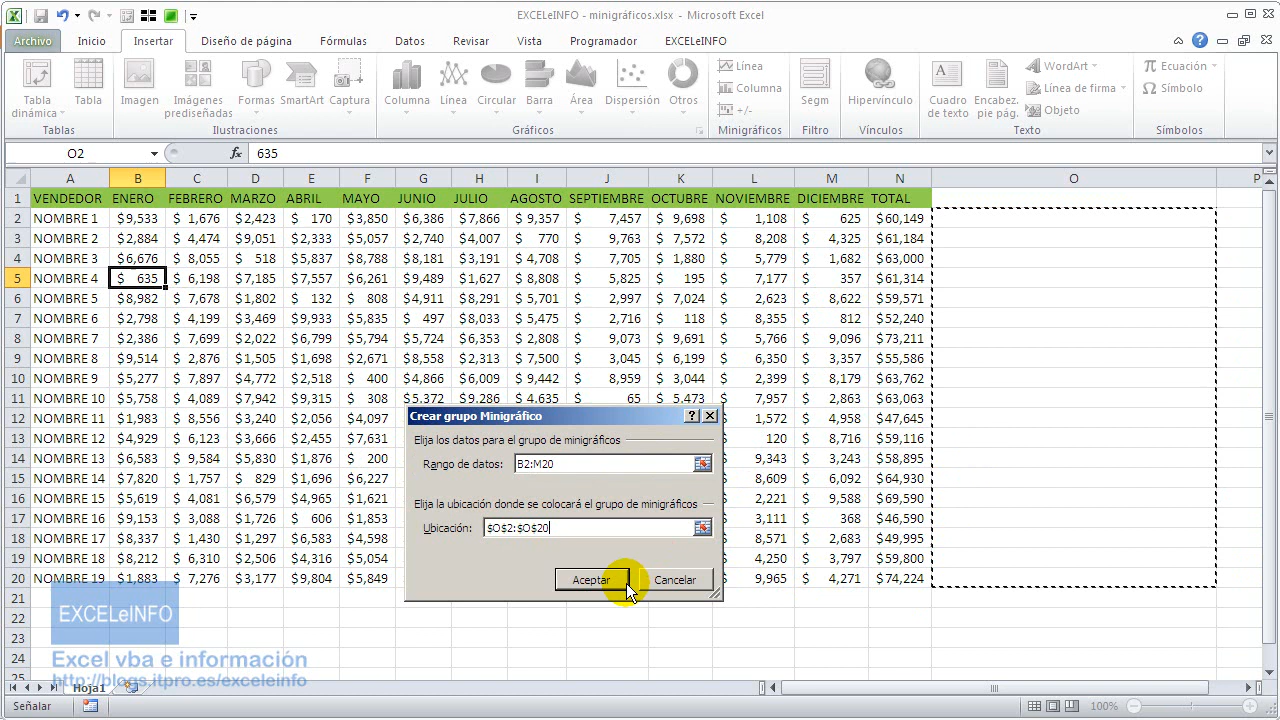 EXCELeINFO - minigráficos.xlsx - Microsoft Excel
Archivo Inicio Insertar Diseño de página Fórmulas Datos Revisar Vista Programador EXCELeINFO
Tabla dinámica Tabla Imagen Imágenes prediseñadas Formas SmartArt Captura Columna Línea Circular Barra Área Dispersión Otros Línea Columna +/- Segm Hipervínculo Cuadro de texto Encabez. pie pág. WordArt Línea de firma Objeto Ecuación Símbolo
Tablas Ilustraciones Gráficos Minigráficos Filtro Vínculos Texto Símbolos
O2 fx 635
A B C D E F G H I J K L M N O P
1 VENDEDOR ENERO FEBRERO MARZO ABRIL MAYO JUNIO JULIO AGOSTO SEPTIEMBRE OCTUBRE NOVIEMBRE DICIEMBRE TOTAL
2 NOMBRE 1 $9,533 $ 1,676 $2,423 $ 170 $3,850 $6,386 $7,866 $9,357 $ 7,457 $ 9,698 $ 1,108 $ 625 $60,149
3 NOMBRE 2 $2,884 $ 4,474 $9,051 $2,333 $5,057 $2,740 $4,007 $ 770 $ 9,763 $ 7,572 $ 8,208 $ 4,325 $61,184
4 NOMBRE 3 $6,676 $ 8,055 $ 518 $5,837 $8,788 $8,181 $3,191 $4,708 $ 7,705 $ 1,880 $ 5,779 $ 1,682 $63,000
5 NOMBRE 4 $ 635 $ 6,198 $7,185 $7,557 $6,261 $9,489 $1,627 $8,808 $ 5,825 $ 195 $ 7,177 $ 357 $61,314
6 NOMBRE 5 $8,982 $ 7,678 $1,802 $ 132 $ 808 $4,911 $8,291 $5,701 $ 2,997 $ 7,024 $ 2,623 $ 8,622 $59,571
7 NOMBRE 6 $2,798 $ 4,199 $3,469 $9,933 $5,835 $ 497 $8,033 $5,475 $ 2,716 $ 118 $ 8,355 $ 812 $52,240
8 NOMBRE 7 $2,386 $ 7,699 $2,022 $6,799 $5,794 $5,724 $6,353 $2,808 $ 9,073 $ 9,691 $ 5,766 $ 9,096 $73,211
9 NOMBRE 8 $9,514 $ 2,876 $1,505 $1,698 $2,671 $8,558 $2,313 $7,500 $ 3,045 $ 6,199 $ 6,350 $ 3,357 $55,586
10 NOMBRE 9 $5,277 $ 7,897 $4,772 $2,518 $ 400 $4,866 $6,009 $9,442 $ 8,959 $ 3,044 $ 2,399 $ 8,179 $63,762
11 NOMBRE 10 $5,758 $ 4,089 $7,942 $9,315 $ 308 $5,372 $9,286 $4,635 $ 65 $ 5,473 $ 7,957 $ 2,863 $63,063
12 NOMBRE 11 $1,983 $ 8,556 $3,240 $2,056 $4,097 $ 1,572 $ 4,958 $47,645
13 NOMBRE 12 $4,929 $ 6,123 $3,666 $2,455 $7,631 $ 120 $ 8,716 $59,116
14 NOMBRE 13 $6,583 $ 9,584 $5,830 $1,876 $ 200 $ 9,343 $ 3,243 $58,895
15 NOMBRE 14 $7,820 $ 1,757 $ 829 $1,696 $6,227 $ 8,609 $ 6,092 $64,930
16 NOMBRE 15 $5,619 $ 4,081 $6,579 $4,965 $1,621 $ 2,221 $ 9,588 $69,590
17 NOMBRE 16 $9,153 $ 3,088 $1,726 $ 606 $1,853 $ 3,111 $ 368 $46,590
18 NOMBRE 17 $8,337 $ 1,430 $1,297 $6,583 $4,598 $ 8,571 $ 2,683 $49,995
19 NOMBRE 18 $8,212 $ 6,310 $2,506 $4,316 $5,054 $ 4,250 $ 3,797 $59,800
20 NOMBRE 19 $1,883 $ 7,276 $3,177 $9,804 $5,849 $ 9,965 $ 4,271 $74,224
21
22
23
24
25
Crear grupo Minigráfico
Elija los datos para el grupo de minigráficos
Rango de datos: B2:M20
Elija la ubicación donde se colocará el grupo de minigráficos
Ubicación: $O$2:$O$20
Aceptar Cancelar
EXCELeINFO
Excel vba e información
http://blogs.itpro.es/exceleinfo
Hoja1
Señalar 100%